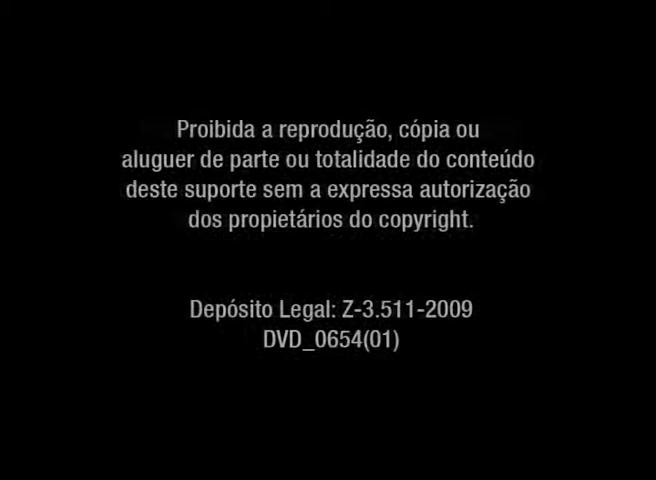 Proibida a reprodução, cópia ou
aluguer de parte ou totalidade do conteúdo
deste suporte sem a expressa autorização
dos propietários do copyright.
Depósito Legal: Z-3.511-2009
DVD_0654(01)